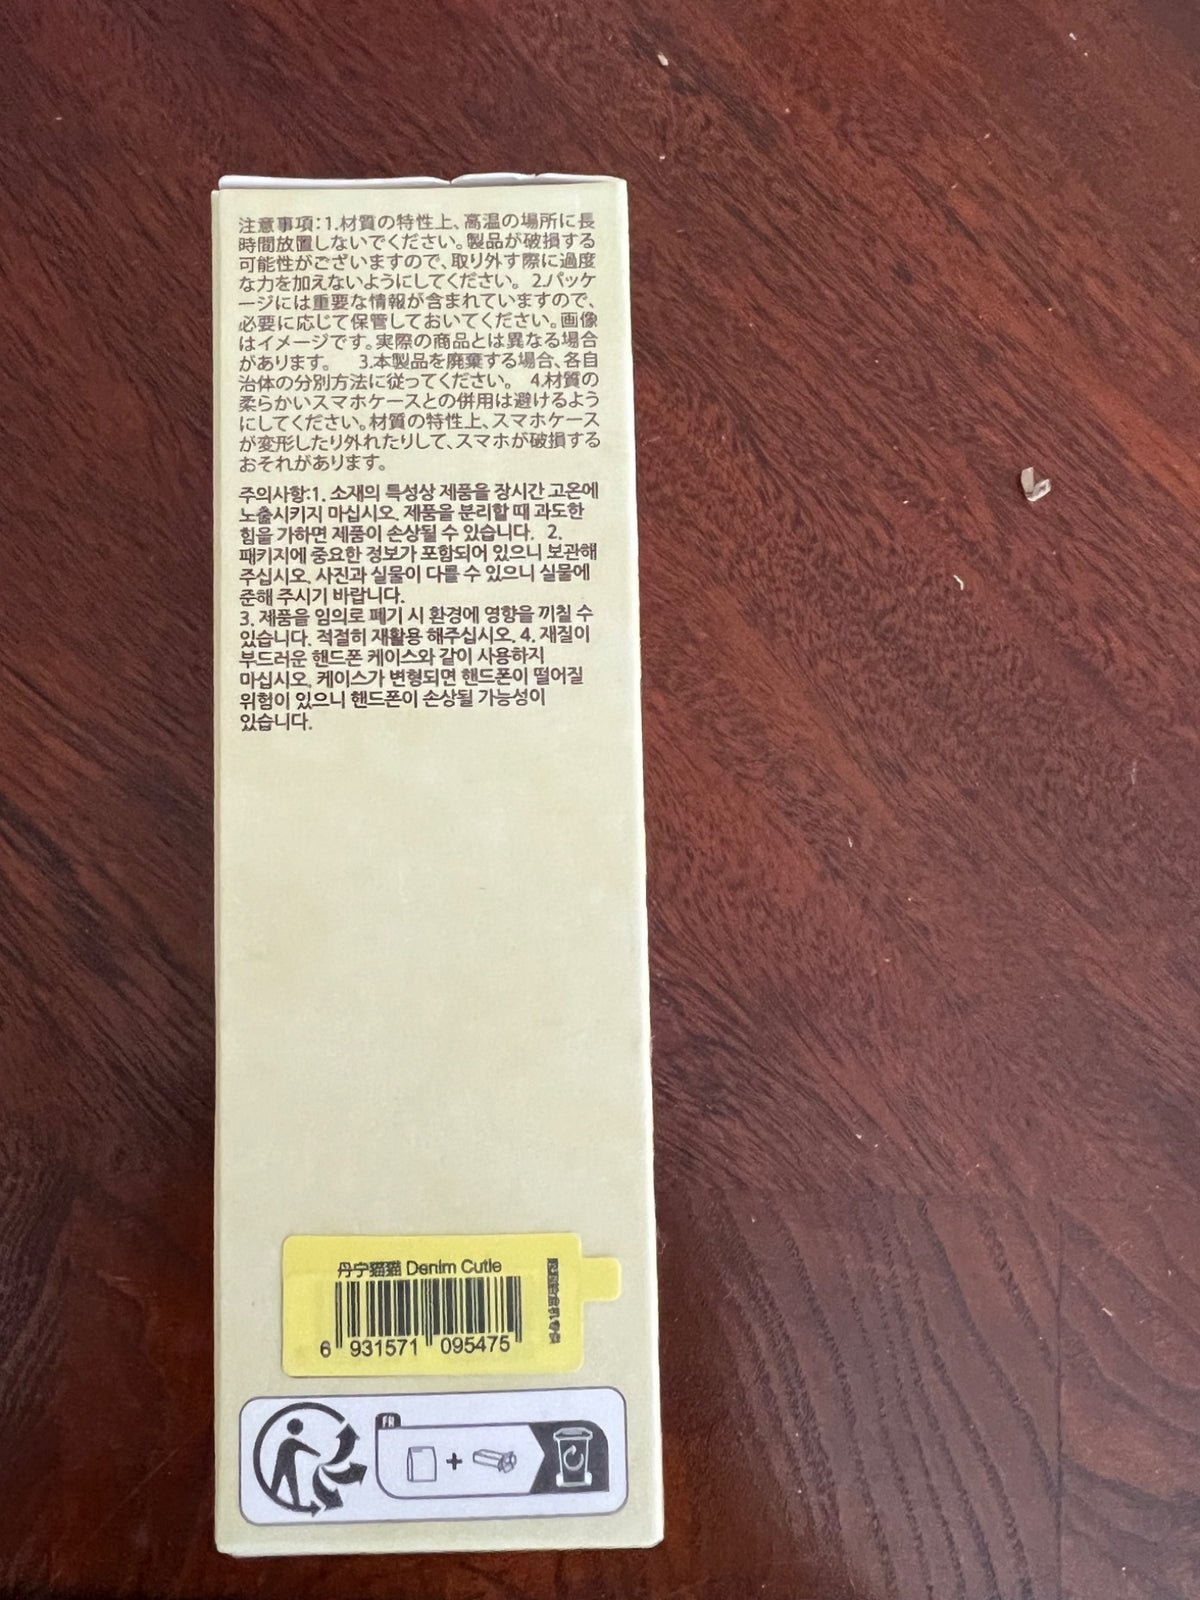 注意事項:1.材質の特性上、高温の場所に長
時間放置しないでください。製品が破損する
可能性がございますので、取り外す際に過度
な力を加えないようにしてください。 2.パッケ
ージには重要な情報が含まれていますので、
必要に応じて保管しておいてください。画像
はイメージです。実際の商品とは異なる場合
があります。 3.本製品を廃棄する場合、各自
治体の分別方法に従ってください。 4.材質の
柔らかいスマホケースとの併用は避けるよう
にしてください。材質の特性上、スマホケース
が変形したり外れたりして、スマホが破損する
おそれがあります。
주의사항:1. 소재의 특성상 제품을 장시간 고온에
노출시키지 마십시오. 제품을 분리할 때 과도한
힘을 가하면 제품이 손상될 수 있습니다. 2.
패키지에 중요한 정보가 포함되어 있으니 보관해
주십시오. 사진과 실물이 다를 수 있으니 실물에
준해 주시기 바랍니다.
3. 제품을 임의로 폐기 시 환경에 영향을 끼칠 수
있습니다. 적절히 재활용 해주십시오. 4. 재질이
부드러운 핸드폰 케이스와 같이 사용하지
마십시오. 케이스가 변형되면 핸드폰이 떨어질
위험이 있으니 핸드폰이 손상될 가능성이
있습니다.
丹宁猫猫 Denim Cutie
6 931571 095475
FR
+